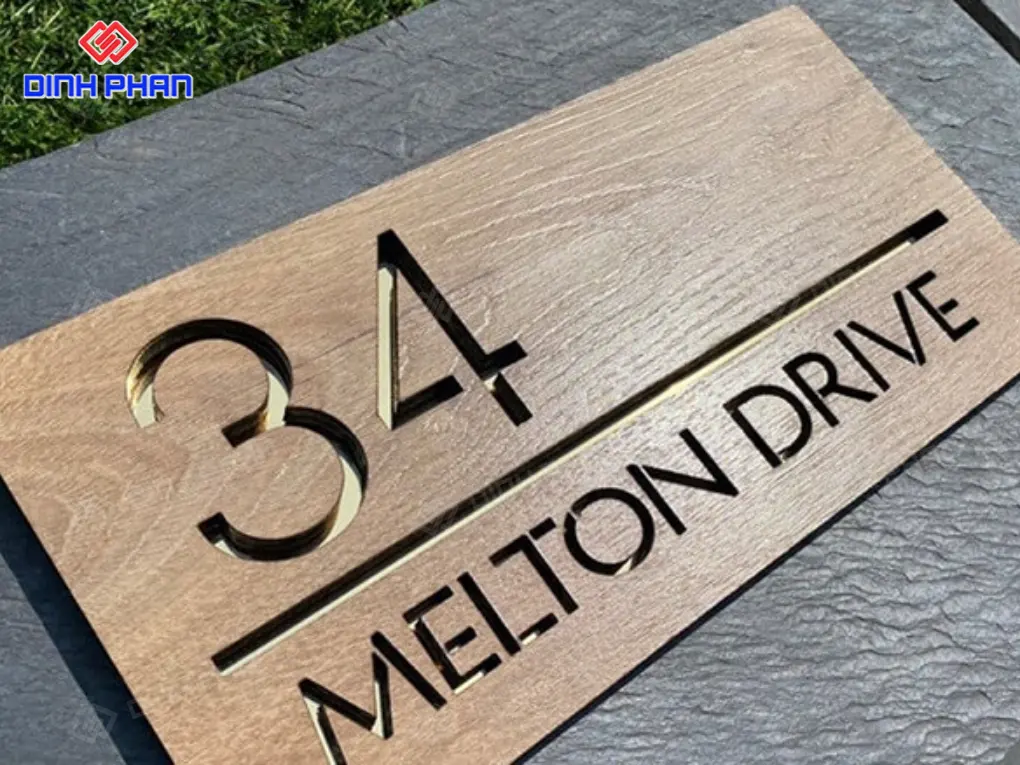 DINH PHAN
34
MELTON DRIVE